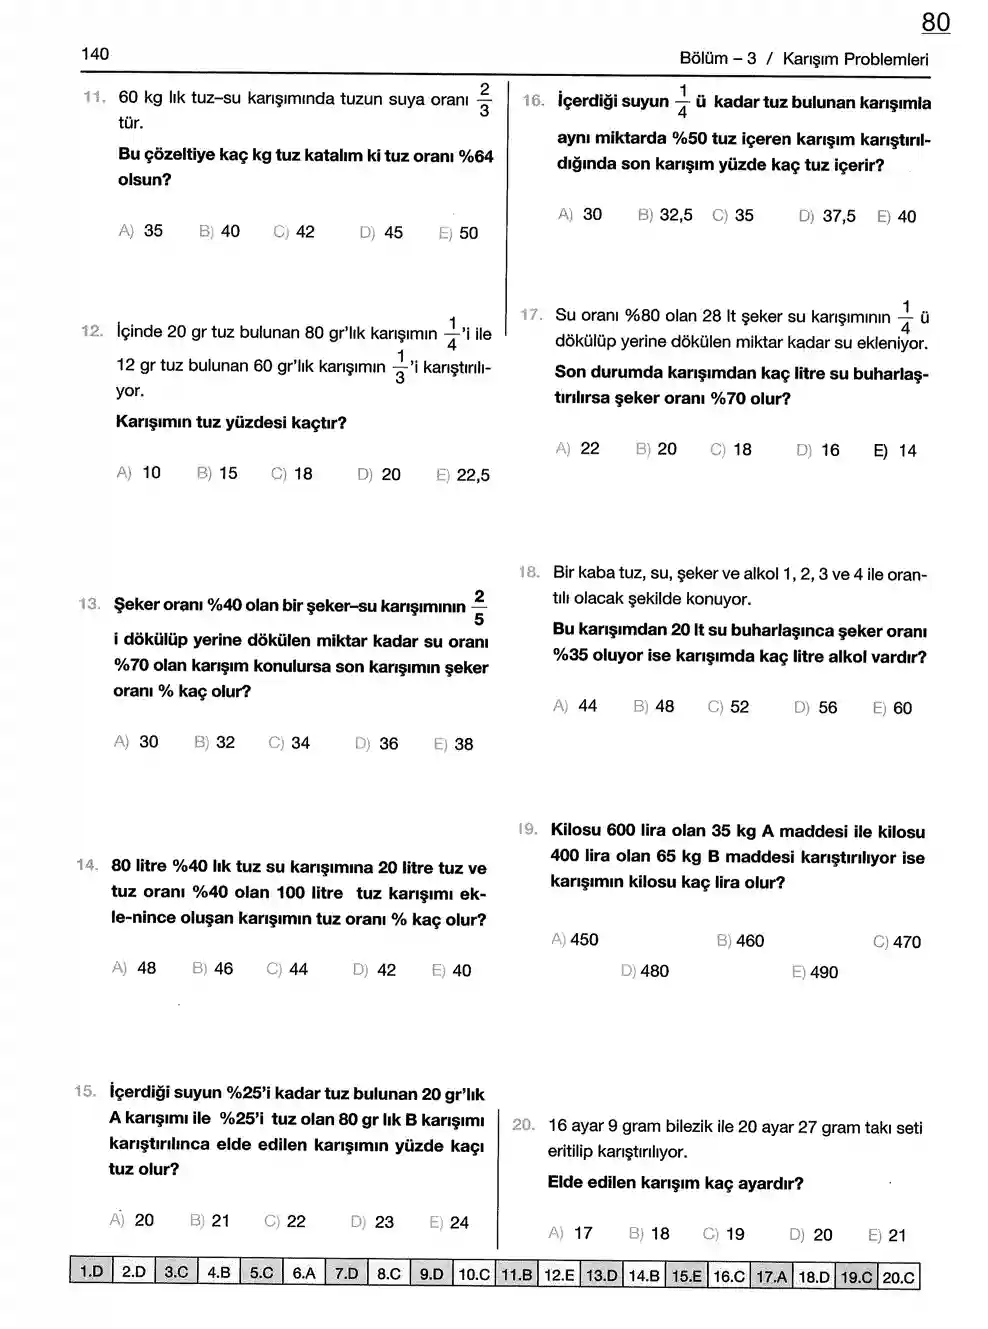 80
140
Bölüm – 3 / Karışım Problemleri
11. 60 kg lık tuz–su karışımında tuzun suya oranı 2/3
tür.
Bu çözeltiye kaç kg tuz katalım ki tuz oranı %64
olsun?
A) 35 B) 40 C) 42 D) 45 E) 50
12. İçinde 20 gr tuz bulunan 80 gr'lık karışımın 1/4'i ile
12 gr tuz bulunan 60 gr'lık karışımın 1/3'i karıştırılı-
yor.
Karışımın tuz yüzdesi kaçtır?
A) 10 B) 15 C) 18 D) 20 E) 22,5
13. Şeker oranı %40 olan bir şeker–su karışımının 2/5
i dökülüp yerine dökülen miktar kadar su oranı
%70 olan karışım konulursa son karışımın şeker
oranı % kaç olur?
A) 30 B) 32 C) 34 D) 36 E) 38
14. 80 litre %40 lık tuz su karışımına 20 litre tuz ve
tuz oranı %40 olan 100 litre tuz karışımı ek-
le-nince oluşan karışımın tuz oranı % kaç olur?
A) 48 B) 46 C) 44 D) 42 E) 40
15. İçerdiği suyun %25'i kadar tuz bulunan 20 gr'lık
A karışımı ile %25'i tuz olan 80 gr lık B karışımı
karıştırılınca elde edilen karışımın yüzde kaçı
tuz olur?
A) 20 B) 21 C) 22 D) 23 E) 24
16. İçerdiği suyun 1/4 ü kadar tuz bulunan karışımla
aynı miktarda %50 tuz içeren karışım karıştırıl-
dığında son karışım yüzde kaç tuz içerir?
A) 30 B) 32,5 C) 35 D) 37,5 E) 40
17. Su oranı %80 olan 28 lt şeker su karışımının 1/4 ü
dökülüp yerine dökülen miktar kadar su ekleniyor.
Son durumda karışımdan kaç litre su buharlaş-
tırılırsa şeker oranı %70 olur?
A) 22 B) 20 C) 18 D) 16 E) 14
18. Bir kaba tuz, su, şeker ve alkol 1, 2, 3 ve 4 ile oran-
tılı olacak şekilde konuyor.
Bu karışımdan 20 lt su buharlaşınca şeker oranı
%35 oluyor ise karışımda kaç litre alkol vardır?
A) 44 B) 48 C) 52 D) 56 E) 60
19. Kilosu 600 lira olan 35 kg A maddesi ile kilosu
400 lira olan 65 kg B maddesi karıştırılıyor ise
karışımın kilosu kaç lira olur?
A) 450 B) 460 C) 470
D) 480 E) 490
20. 16 ayar 9 gram bilezik ile 20 ayar 27 gram takı seti
eritilip karıştırılıyor.
Elde edilen karışım kaç ayardır?
A) 17 B) 18 C) 19 D) 20 E) 21
1.D 2.D 3.C 4.B 5.C 6.A 7.D 8.C 9.D 10.C 11.B 12.E 13.D 14.B 15.E 16.C 17.A 18.D 19.C 20.C